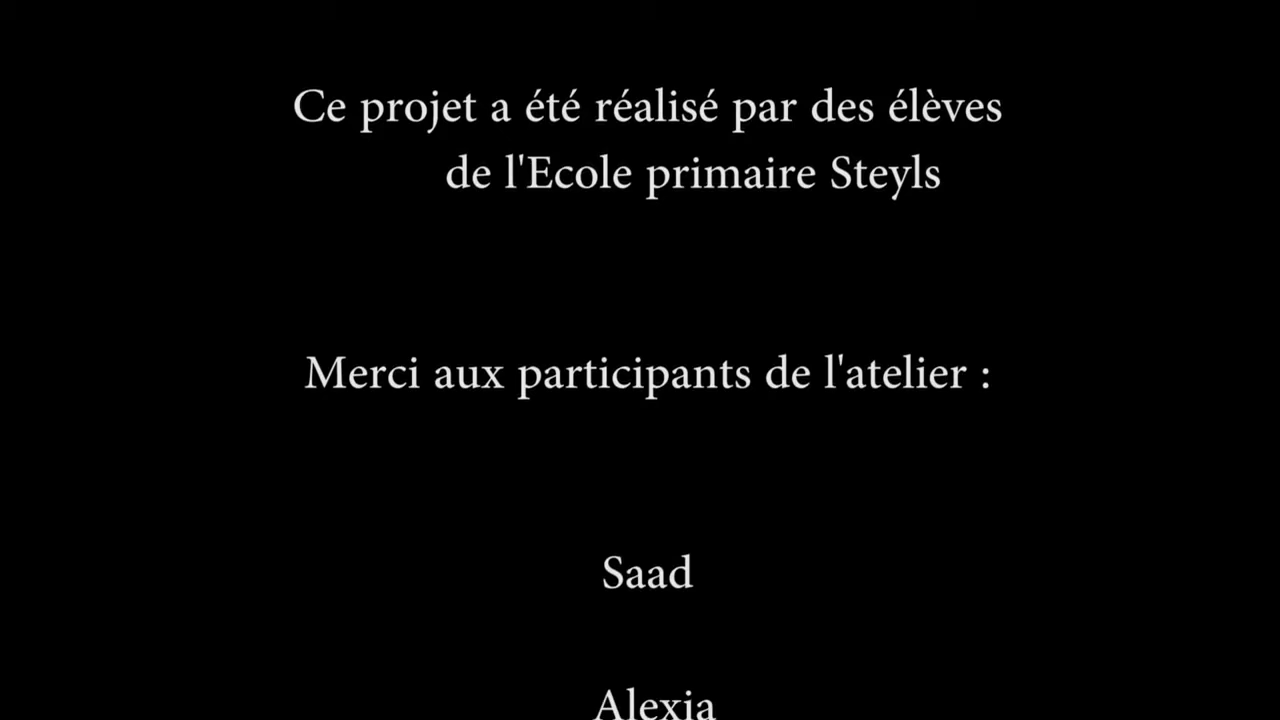 Ce projet a été réalisé par des élèves
de l'Ecole primaire Steyls
Merci aux participants de l'atelier :
Saad
Alexia